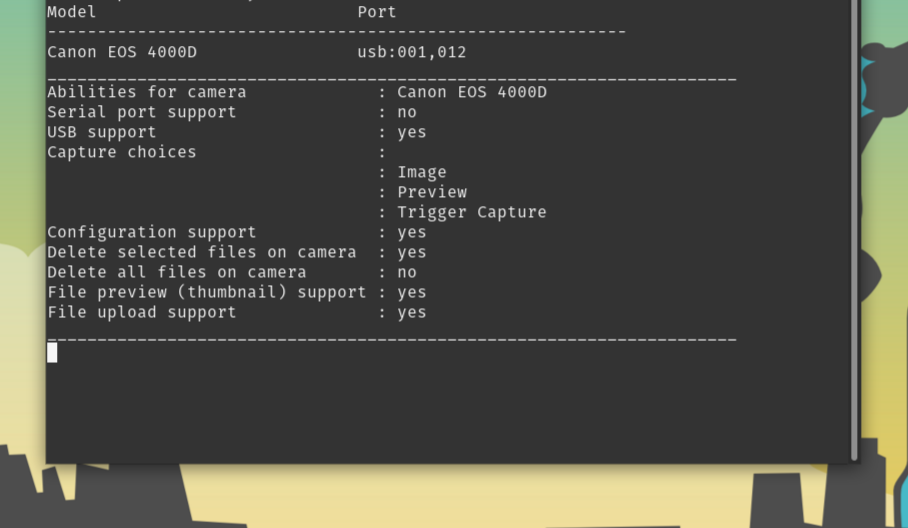 Model Port
----------------------------------------------------------
Canon EOS 4000D usb:001,012
_____________________________________________________________________
Abilities for camera : Canon EOS 4000D
Serial port support : no
USB support : yes
Capture choices :
: Image
: Preview
: Trigger Capture
Configuration support : yes
Delete selected files on camera : yes
Delete all files on camera : no
File preview (thumbnail) support : yes
File upload support : yes
_____________________________________________________________________